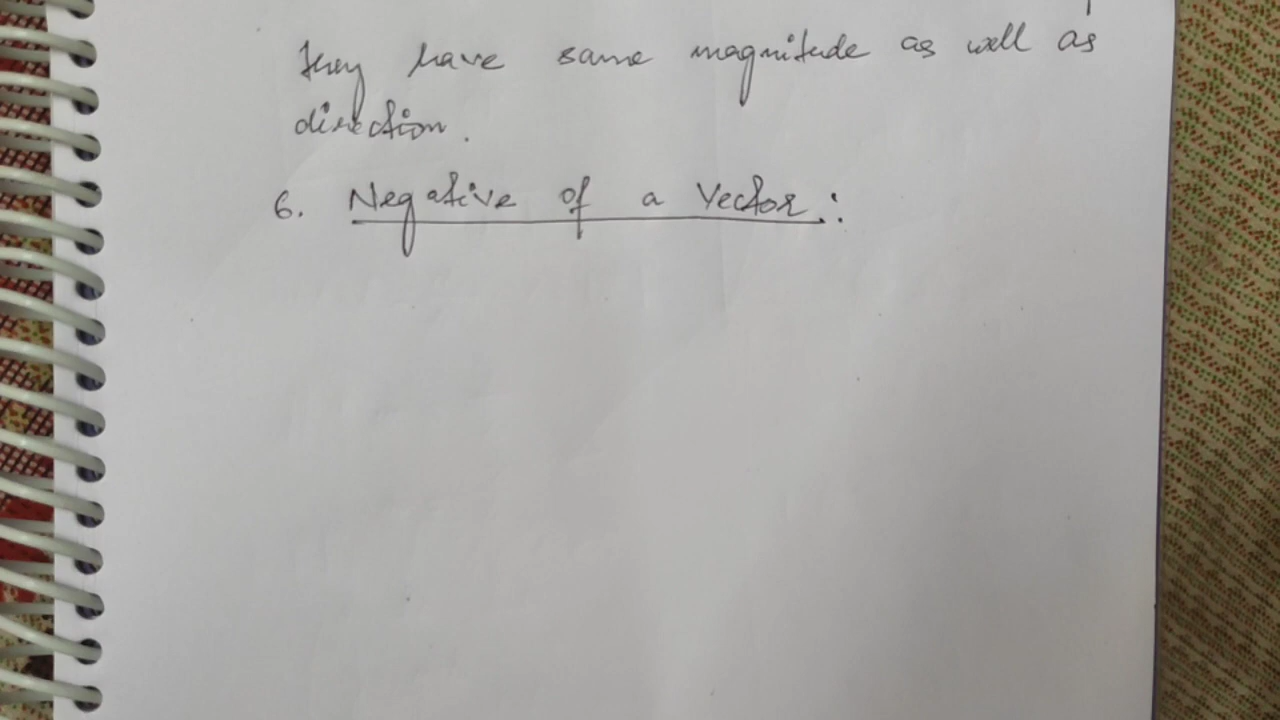 they have same magnitude as well as
direction.
6. Negative of a Vector :